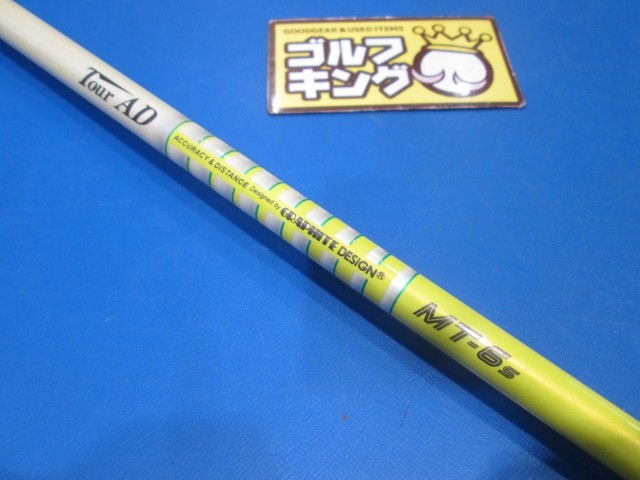 GOODGEAR & USED ITEMS
ゴルフ
キング
Tour AD
ACCURACY & DISTANCE Designed by GRAPHITE DESIGN®
MT-6s